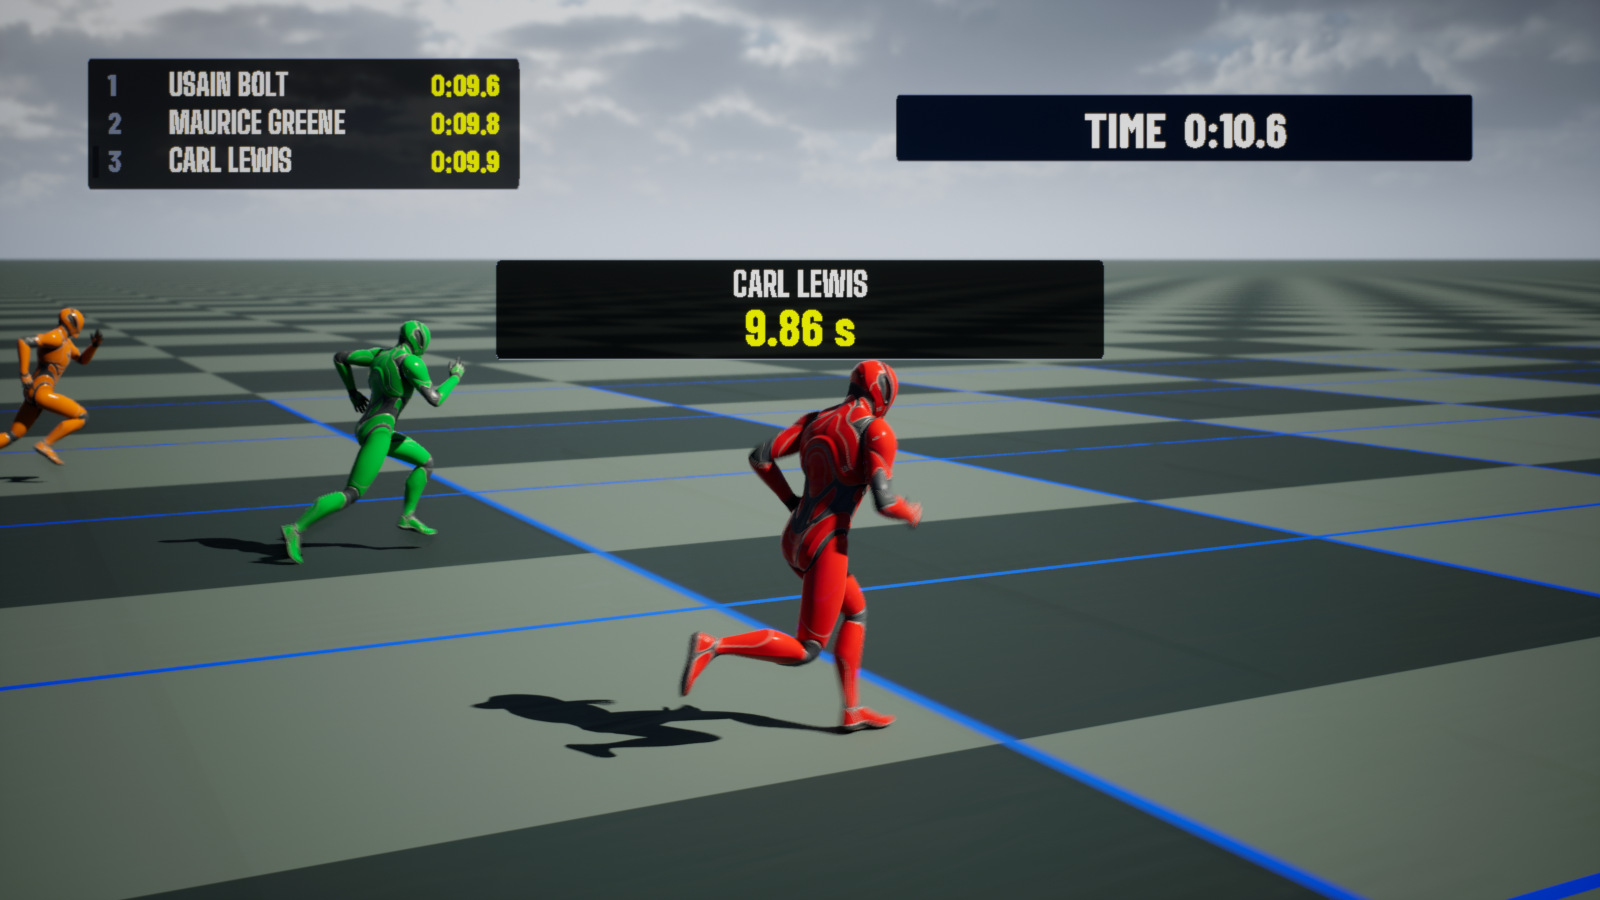 1 USAIN BOLT 0:09.6
2 MAURICE GREENE 0:09.8
3 CARL LEWIS 0:09.9
TIME 0:10.6
CARL LEWIS
9.86 s